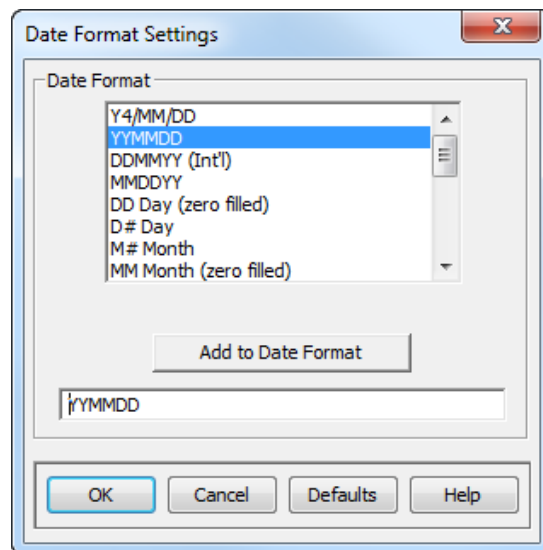 Date Format Settings
Date Format
Y4/MM/DD
YYMMDD
DDMMYY (Int'l)
MMDDYY
DD Day (zero filled)
D# Day
M# Month
MM Month (zero filled)
Add to Date Format
YYMMDD
OK Cancel Defaults Help